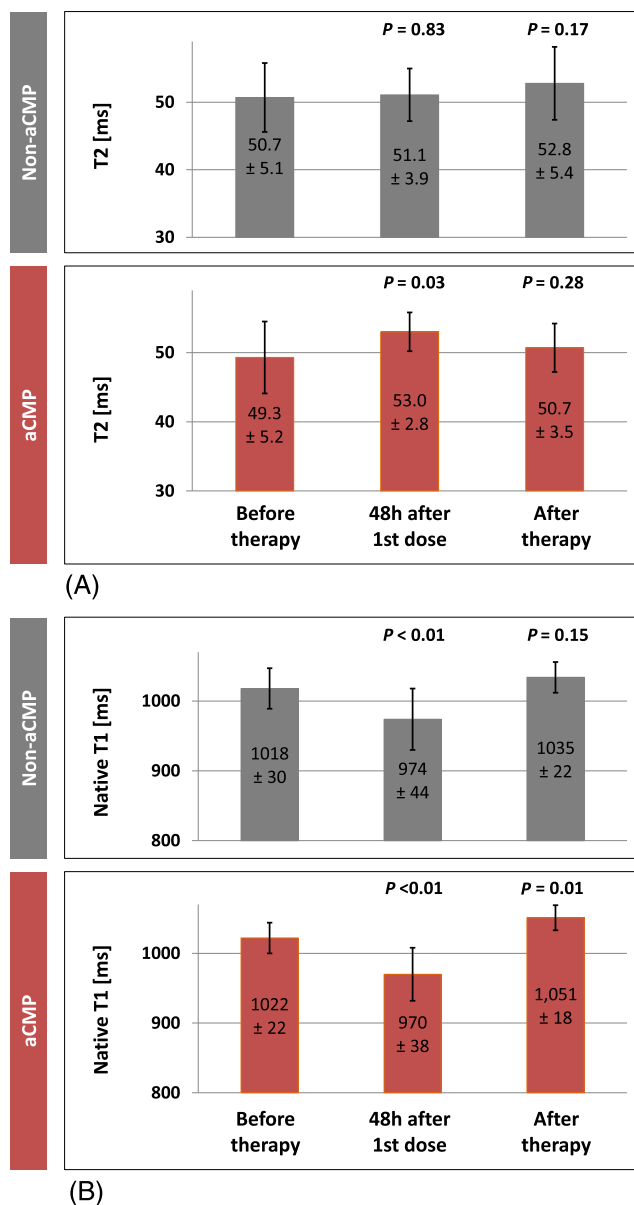 Non-aCMP
T2 [ms]
P = 0.83
P = 0.17
50
40
30
50.7
± 5.1
51.1
± 3.9
52.8
± 5.4
aCMP
T2 [ms]
P = 0.03
P = 0.28
50
40
30
49.3
± 5.2
53.0
± 2.8
50.7
± 3.5
Before
therapy
48h after
1st dose
After
therapy
(A)
Non-aCMP
Native T1 [ms]
P < 0.01
P = 0.15
1000
900
800
1018
± 30
974
± 44
1035
± 22
aCMP
Native T1 [ms]
P <0.01
P = 0.01
1000
900
800
1022
± 22
970
± 38
1,051
± 18
Before
therapy
48h after
1st dose
After
therapy
(B)